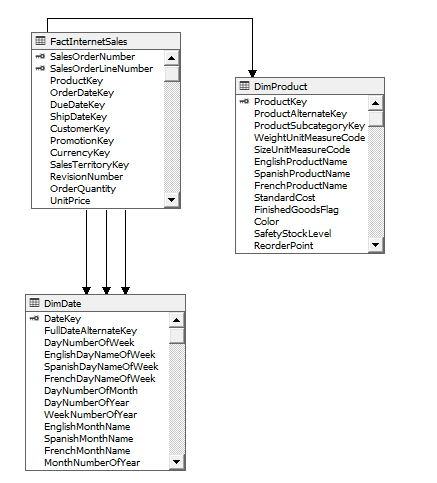 FactInternetSales
SalesOrderNumber
SalesOrderLineNumber
ProductKey
OrderDateKey
DueDateKey
ShipDateKey
CustomerKey
PromotionKey
CurrencyKey
SalesTerritoryKey
RevisionNumber
OrderQuantity
UnitPrice
DimProduct
ProductKey
ProductAlternateKey
ProductSubcategoryKey
WeightUnitMeasureCode
SizeUnitMeasureCode
EnglishProductName
SpanishProductName
FrenchProductName
StandardCost
FinishedGoodsFlag
Color
SafetyStockLevel
ReorderPoint
DimDate
DateKey
FullDateAlternateKey
DayNumberOfWeek
EnglishDayNameOfWeek
SpanishDayNameOfWeek
FrenchDayNameOfWeek
DayNumberOfMonth
DayNumberOfYear
WeekNumberOfYear
EnglishMonthName
SpanishMonthName
FrenchMonthName
MonthNumberOfYear